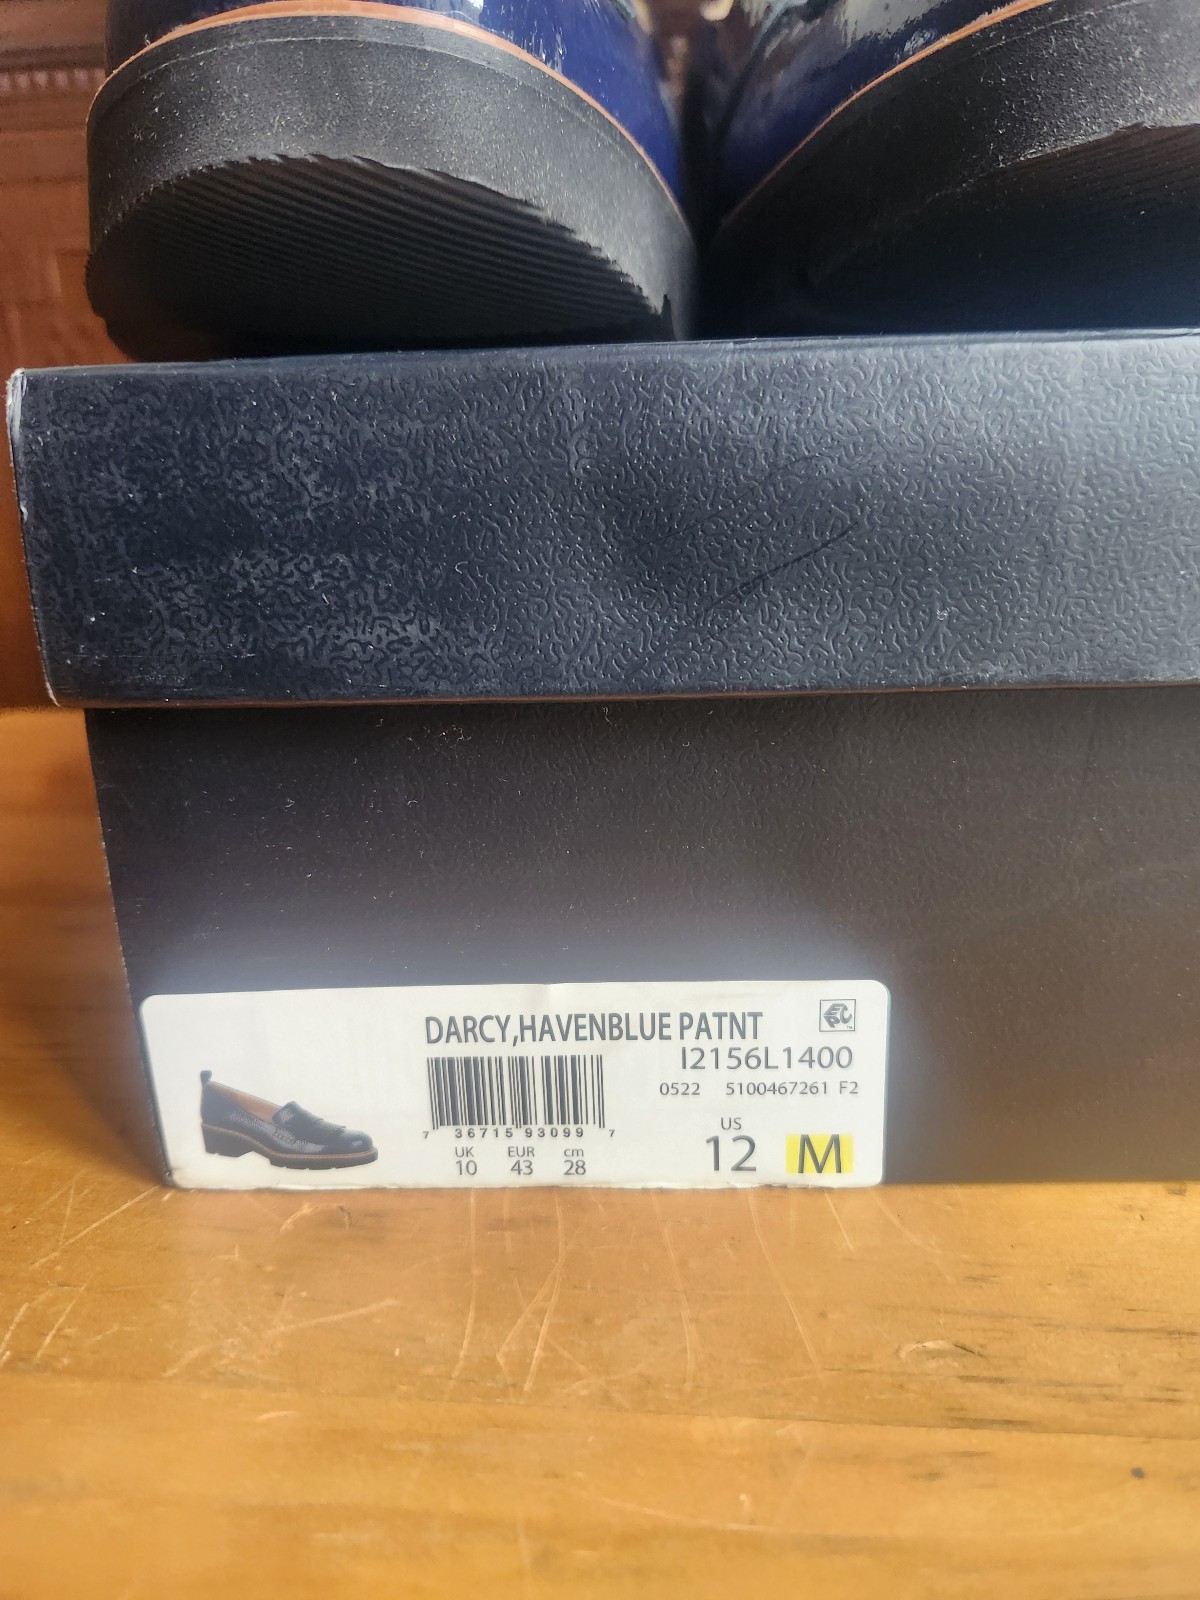 DARCY,HAVENBLUE PATNT
I2156L1400
0522 5100467261 F2
7 36715 93099 7
UK EUR cm
10 43 28
US
12 M